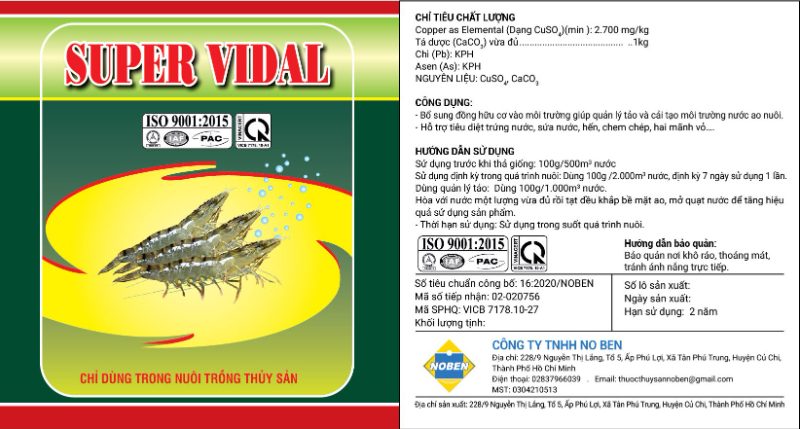 SUPER VIDAL
ISO 9001:2015
IAF
PAC
VINACERT
VICB 7178.10-A1
CHỈ DÙNG TRONG NUÔI TRỒNG THỦY SẢN
CHỈ TIÊU CHẤT LƯỢNG
Copper as Elemental (Dạng CuSO4)(min ): 2.700 mg/kg
Tá dược (CaCO3) vừa đủ.................................... ..1kg
Chì (Pb): KPH
Asen (As): KPH
NGUYÊN LIỆU: CuSO4, CaCO3
CÔNG DỤNG:
- Bổ sung đồng hữu cơ vào môi trường giúp quản lý tảo và cải tạo môi trường nước ao nuôi.
- Hỗ trợ tiêu diệt trứng nước, sứa nước, hến, chem chép, hai mảnh vỏ....
HƯỚNG DẪN SỬ DỤNG
Sử dụng trước khi thả giống: 100g/500m³ nước
Sử dụng định kỳ trong quá trình nuôi: Dùng 100g /2.000m³ nước, định kỳ 7 ngày sử dụng 1 lần.
Dùng quản lý tảo: Dùng 100g/1.000m³ nước.
Hòa với nước một lượng vừa đủ rồi tạt đều khắp bề mặt ao, mở quạt nước để tăng hiệu
quả sử dụng sản phẩm.
- Thời hạn sử dụng: Sử dụng trong suốt quá trình nuôi.
ISO 9001:2015
IAF
PAC
VINACERT
VICB 7178.10-A1
Hướng dẫn bảo quản:
Bảo quản nơi khô ráo, thoáng mát,
tránh ánh nắng trực tiếp.
Số tiêu chuẩn công bố: 16:2020/NOBEN
Mã số tiếp nhận: 02-020756
Mã SPHQ: VICB 7178.10-27
Khối lượng tịnh:
Số lô sản xuất:
Ngày sản xuất:
Hạn sử dụng: 2 năm
NOBEN
CÔNG TY TNHH NO BEN
Địa chỉ: 228/9 Nguyễn Thị Lắng, Tổ 5, Ấp Phú Lợi, Xã Tân Phú Trung, Huyện Củ Chi,
Thành Phố Hồ Chí Minh
Điện thoại: 02837966039 . Email: thuocthuysannoben@gmail.com
MST: 0304210513
Địa chỉ sản xuất: 228/9 Nguyễn Thị Lắng, Tổ 5, Ấp Phú Lợi, Xã Tân Phú Trung, Huyện Củ Chi, Thành Phố Hồ Chí Minh